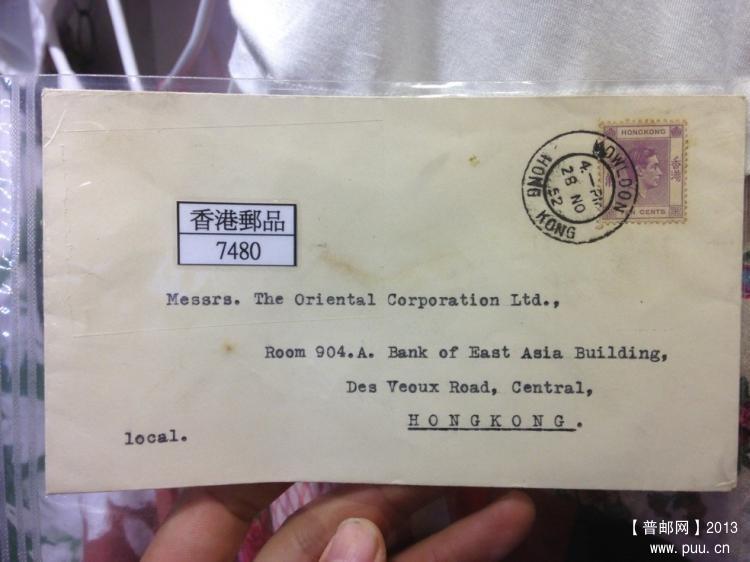 HONGKONG
香港
CENTS
KOWLOON
4.—PM
28 NO
52
HONG KONG
香港郵品
7480
Messrs. The Oriental Corporation Ltd.,
Room 904.A. Bank of East Asia Building,
Des Veoux Road, Central,
HONGKONG.
local.
【普邮网】2013
www.puu.cn